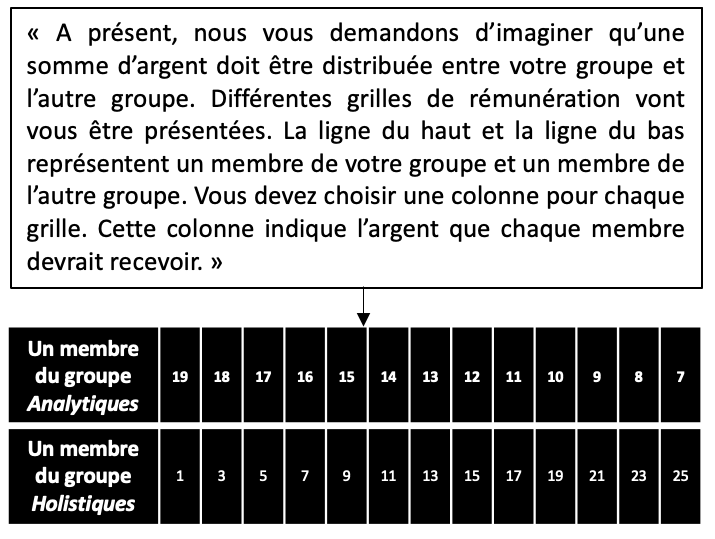 « A présent, nous vous demandons d’imaginer qu’une
somme d’argent doit être distribuée entre votre groupe et
l’autre groupe. Différentes grilles de rémunération vont
vous être présentées. La ligne du haut et la ligne du bas
représentent un membre de votre groupe et un membre de
l’autre groupe. Vous devez choisir une colonne pour chaque
grille. Cette colonne indique l’argent que chaque membre
devrait recevoir. »
Un membre
du groupe
Analytiques
19 18 17 16 15 14 13 12 11 10 9 8 7
Un membre
du groupe
Holistiques
1 3 5 7 9 11 13 15 17 19 21 23 25